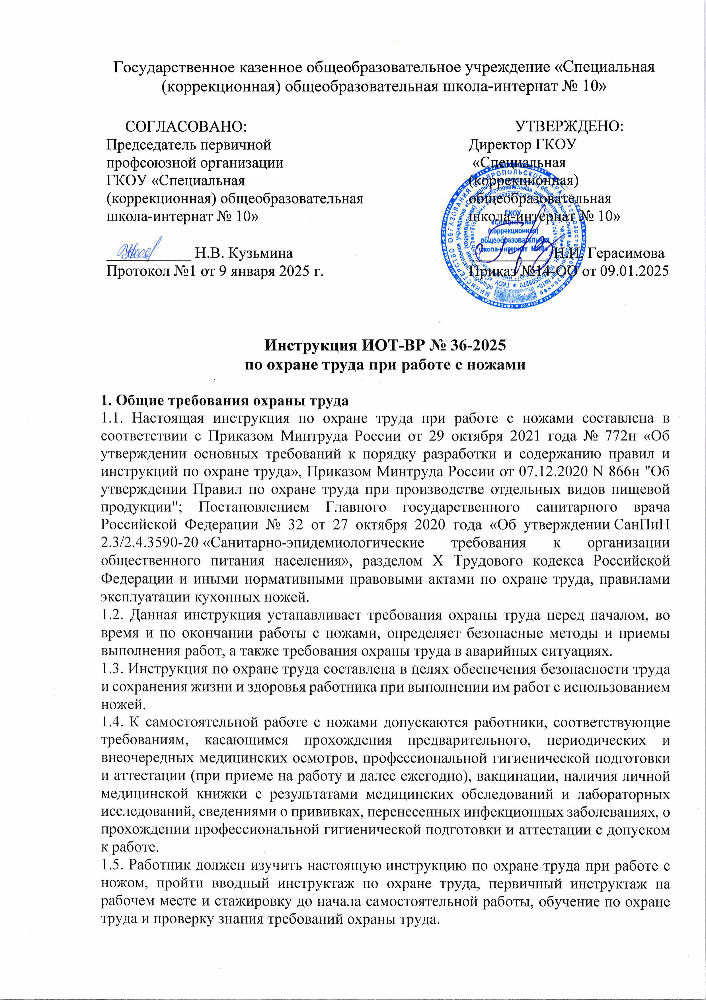 Государственное казенное общеобразовательное учреждение «Специальная
(коррекционная) общеобразовательная школа-интернат № 10»
СОГЛАСОВАНО:
Председатель первичной
профсоюзной организации
ГКОУ «Специальная
(коррекционная) общеобразовательная
школа-интернат № 10»
____________ Н.В. Кузьмина
Протокол №1 от 9 января 2025 г.
УТВЕРЖДЕНО:
Директор ГКОУ
«Специальная
(коррекционная)
общеобразовательная
школа-интернат № 10»
____________ Н.И. Герасимова
Приказ №14-ОО от 09.01.2025
ГКОУ
«Специальная
(коррекционная)
общеобразовательная
школа-интернат №10»
Инструкция ИОТ-ВР № 36-2025
по охране труда при работе с ножами
1. Общие требования охраны труда
1.1. Настоящая инструкция по охране труда при работе с ножами составлена в
соответствии с Приказом Минтруда России от 29 октября 2021 года № 772н «Об
утверждении основных требований к порядку разработки и содержанию правил и
инструкций по охране труда», Приказом Минтруда России от 07.12.2020 N 866н "Об
утверждении Правил по охране труда при производстве отдельных видов пищевой
продукции"; Постановлением Главного государственного санитарного врача
Российской Федерации № 32 от 27 октября 2020 года «Об утверждении СанПиН
2.3/2.4.3590-20 «Санитарно-эпидемиологические требования к организации
общественного питания населения», разделом X Трудового кодекса Российской
Федерации и иными нормативными правовыми актами по охране труда, правилами
эксплуатации кухонных ножей.
1.2. Данная инструкция устанавливает требования охраны труда перед началом, во
время и по окончании работы с ножами, определяет безопасные методы и приемы
выполнения работ, а также требования охраны труда в аварийных ситуациях.
1.3. Инструкция по охране труда составлена в целях обеспечения безопасности труда
и сохранения жизни и здоровья работника при выполнении им работ с использованием
ножей.
1.4. К самостоятельной работе с ножами допускаются работники, соответствующие
требованиям, касающимся прохождения предварительного, периодических и
внеочередных медицинских осмотров, профессиональной гигиенической подготовки
и аттестации (при приеме на работу и далее ежегодно), вакцинации, наличия личной
медицинской книжки с результатами медицинских обследований и лабораторных
исследований, сведениями о прививках, перенесенных инфекционных заболеваниях, о
прохождении профессиональной гигиенической подготовки и аттестации с допуском
к работе.
1.5. Работник должен изучить настоящую инструкцию по охране труда при работе с
ножом, пройти вводный инструктаж по охране труда, первичный инструктаж на
рабочем месте и стажировку до начала самостоятельной работы, обучение по охране
труда и проверку знания требований охраны труда.